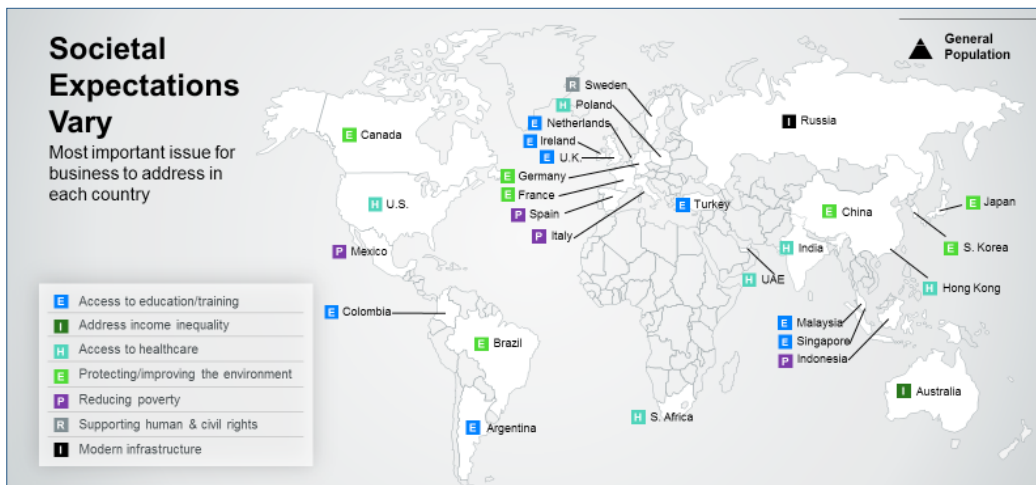 Societal
Expectations
Vary
Most important issue for
business to address in
each country
General
Population
R Sweden
H Poland
E Netherlands
E Ireland
E U.K.
E Germany
E France
P Spain
P Italy
E Canada
H U.S.
P Mexico
E Colombia
E Brazil
E Argentina
I Russia
E Turkey
E China
E Japan
E S. Korea
H India
H UAE
H Hong Kong
E Malaysia
E Singapore
P Indonesia
I Australia
H S. Africa
E Access to education/training
I Address income inequality
H Access to healthcare
E Protecting/improving the environment
P Reducing poverty
R Supporting human & civil rights
I Modern infrastructure